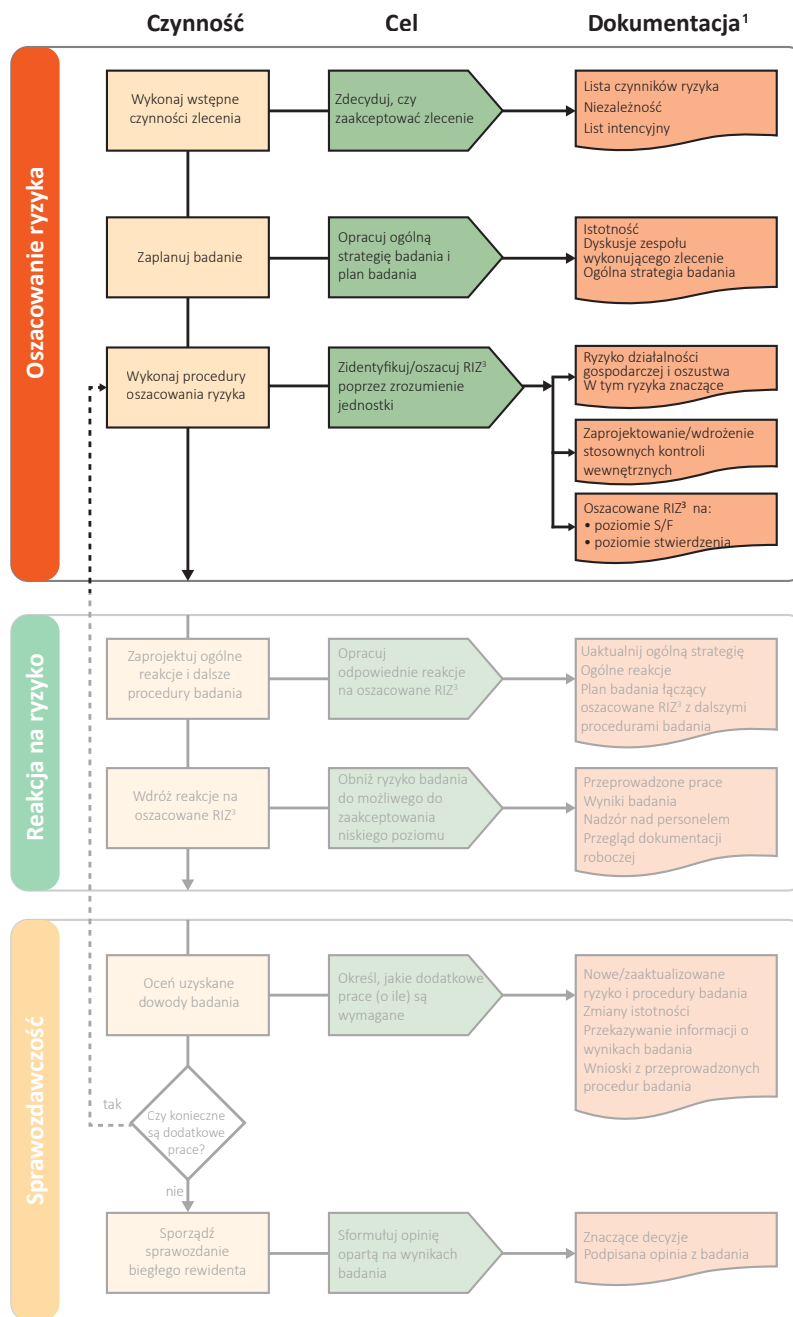 Czynność
Cel
Dokumentacja¹
Oszacowanie ryzyka
Wykonaj wstępne
czynności zlecenia
Zdecyduj, czy
zaakceptować zlecenie
Lista czynników ryzyka
Niezależność
List intencyjny
Zaplanuj badanie
Opracuj ogólną
strategię badania i
plan badania
Istotność
Dyskusje zespołu
wykonującego zlecenie
Ogólna strategia badania
Wykonaj procedury
oszacowania ryzyka
Zidentyfikuj/oszacuj RIZ³
poprzez zrozumienie
jednostki
Ryzyko działalności
gospodarczej i oszustwa
W tym ryzyka znaczące
Zaprojektowanie/wdrożenie
stosownych kontroli
wewnętrznych
Oszacowane RIZ³ na:
• poziomie S/F
• poziomie stwierdzenia
Reakcja na ryzyko
Zaprojektuj ogólne
reakcje i dalsze
procedury badania
Opracuj
odpowiednie reakcje
na oszacowane RIZ³
Uaktualnij ogólną strategię
Ogólne reakcje
Plan badania łączący
oszacowane RIZ³ z dalszymi
procedurami badania
Wdróż reakcje na
oszacowane RIZ³
Obniż ryzyko badania
do możliwego do
zaakceptowania
niskiego poziomu
Przeprowadzone prace
Wyniki badania
Nadzór nad personelem
Przegląd dokumentacji
roboczej
Sprawozdawczość
Oceń uzyskane
dowody badania
Określ, jakie dodatkowe
prace (o ile) są
wymagane
Nowe/zaaktualizowane
ryzyko i procedury badania
Zmiany istotności
Przekazywanie informacji o
wynikach badania
Wnioski z przeprowadzonych
procedur badania
tak
Czy konieczne
są dodatkowe
prace?
nie
Sporządź
sprawozdanie
biegłego rewidenta
Sformułuj opinię
opartą na wynikach
badania
Znaczące decyzje
Podpisana opinia z badania